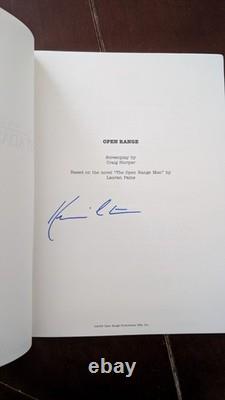 OPEN RANGE
Screenplay by
Craig Storper
Based on the novel "The Open Range Men" by
Lauran Paine
ebay